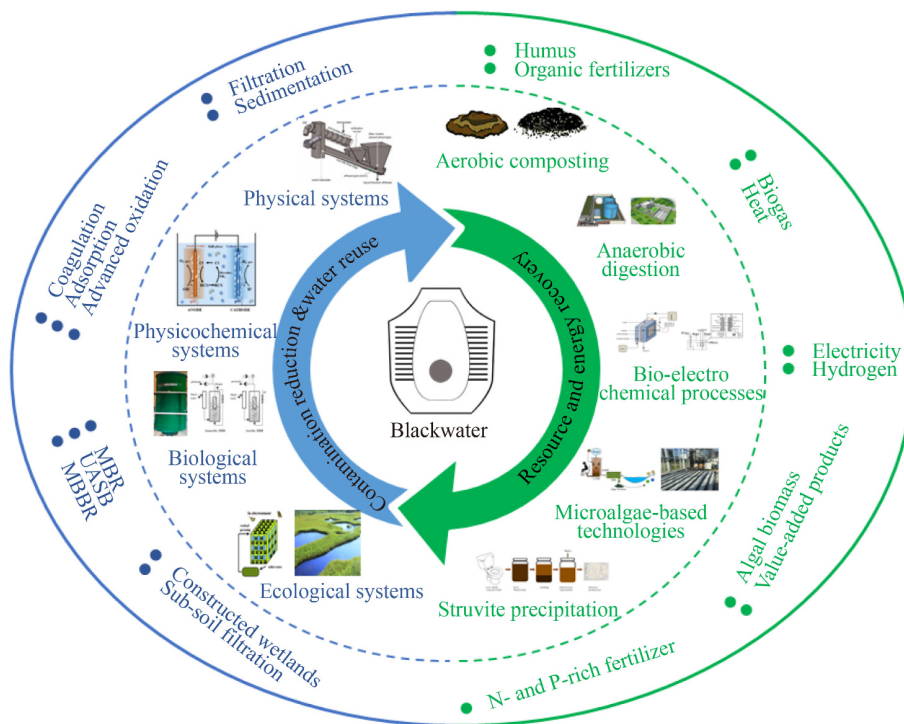 Humus
Organic fertilizers
Filtration
Sedimentation
Aerobic composting
Physical systems
Biogas
Heat
Anaerobic
digestion
Coagulation
Adsorption
Advanced oxidation
Physicochemical
systems
Contamination reduction &water reuse
Resource and energy recovery
Blackwater
Electricity
Hydrogen
Bio-electro
chemical processes
MBR
UASB
MBBR
Biological
systems
Microalgae-based
technologies
Algal biomass
Value-added products
Constructed wetlands
Sub-soil filtration
Ecological systems
Struvite precipitation
N- and P-rich fertilizer
ANODE
CATHODE